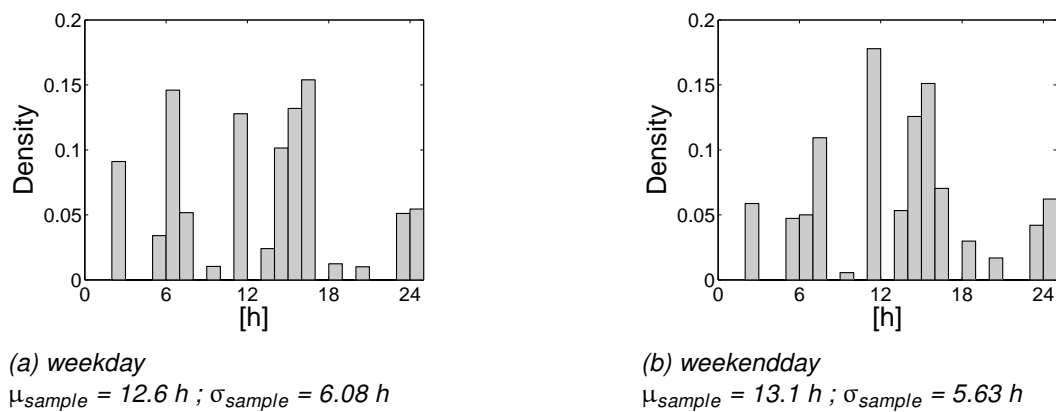 0.2
0.15
0.1
0.05
0
Density
0 6 12 18 24
[h]
(a) weekday
μsample = 12.6 h ; σsample = 6.08 h
0.2
0.15
0.1
0.05
0
Density
0 6 12 18 24
[h]
(b) weekendday
μsample = 13.1 h ; σsample = 5.63 h